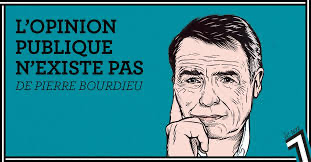 L'OPINION
PUBLIQUE
N'EXISTE PAS
DE PIERRE BOURDIEU